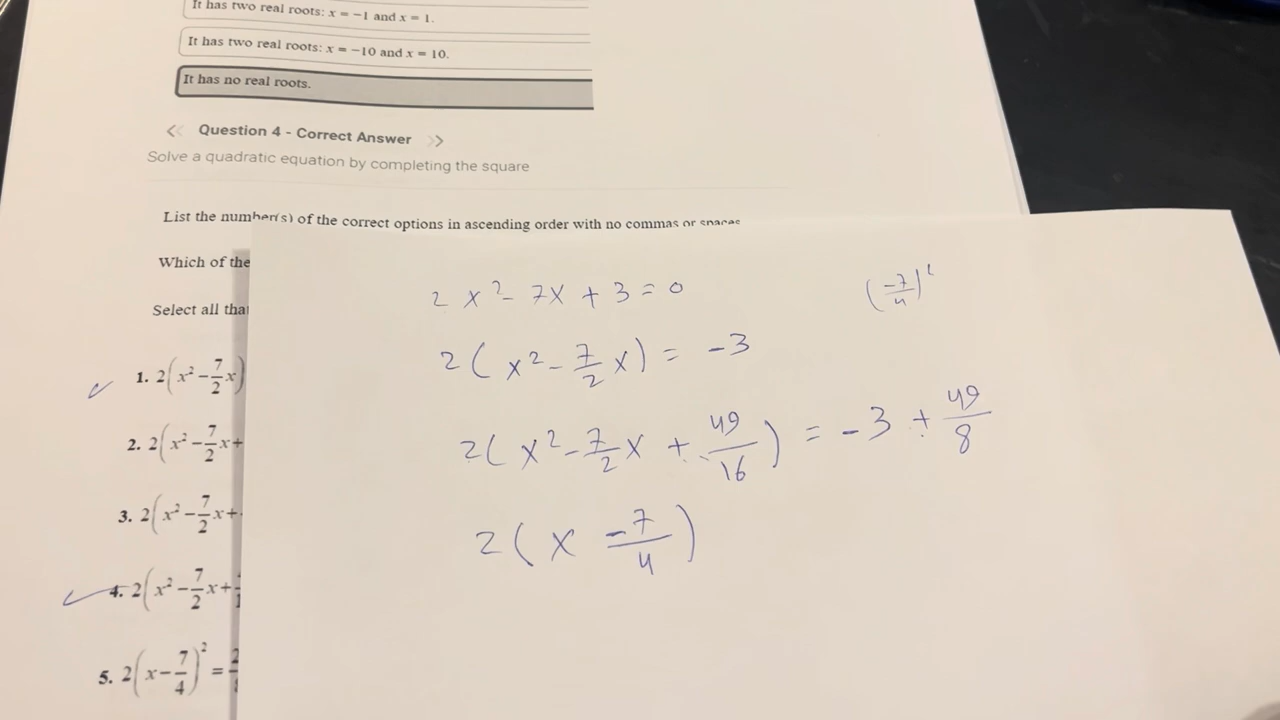 It has two real roots: x = −1 and x = 1.
It has two real roots: x = −10 and x = 10.
It has no real roots.
Question 4 - Correct Answer
Solve a quadratic equation by completing the square
List the number(s) of the correct options in ascending order with no commas or spaces
Which of the
Select all that
1. 2(x² − 7/2 x)
2. 2(x² − 7/2 x +
3. 2(x² − 7/2 x +
4. 2(x² − 7/2 x +
5. 2(x − 7/4)² =
2x² − 7x + 3 = 0
(−7/4)²
2(x² − 7/2 x) = −3
2(x² − 7/2 x + 49/16) = −3 + 49/8
2(x −7/4)